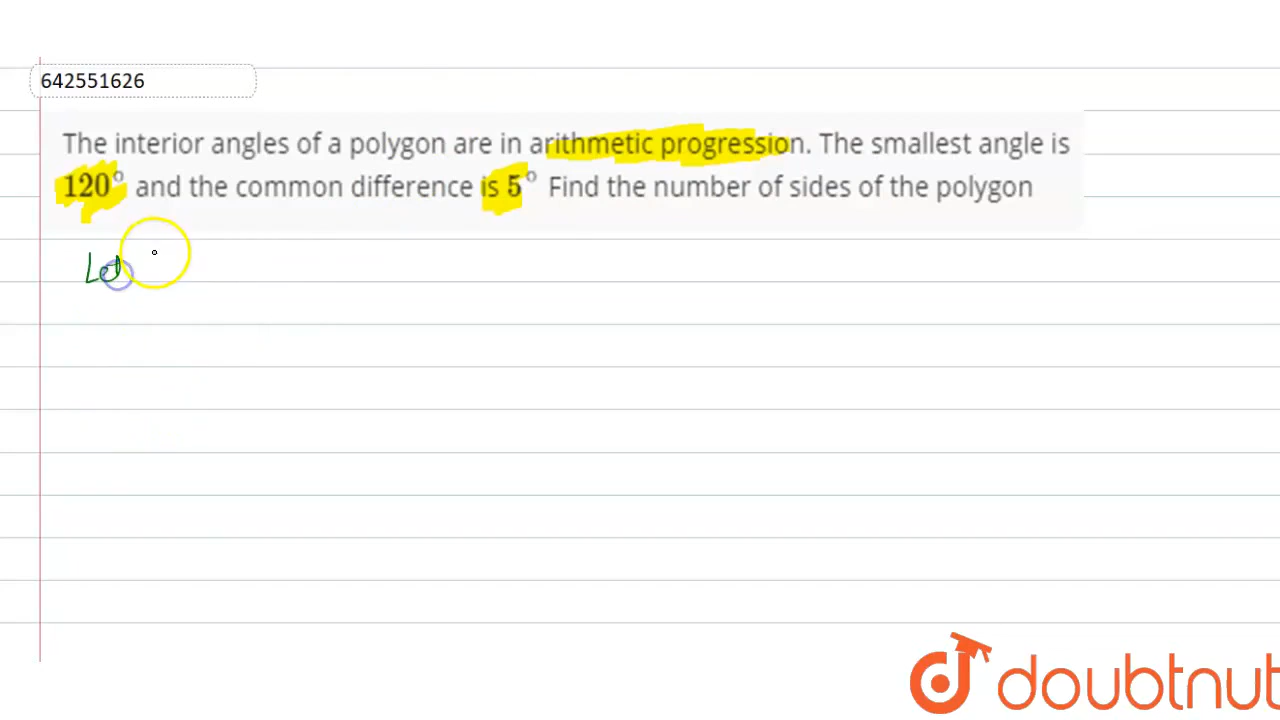 642551626
The interior angles of a polygon are in arithmetic progression. The smallest angle is
120° and the common difference is 5° Find the number of sides of the polygon
Let
doubtnut